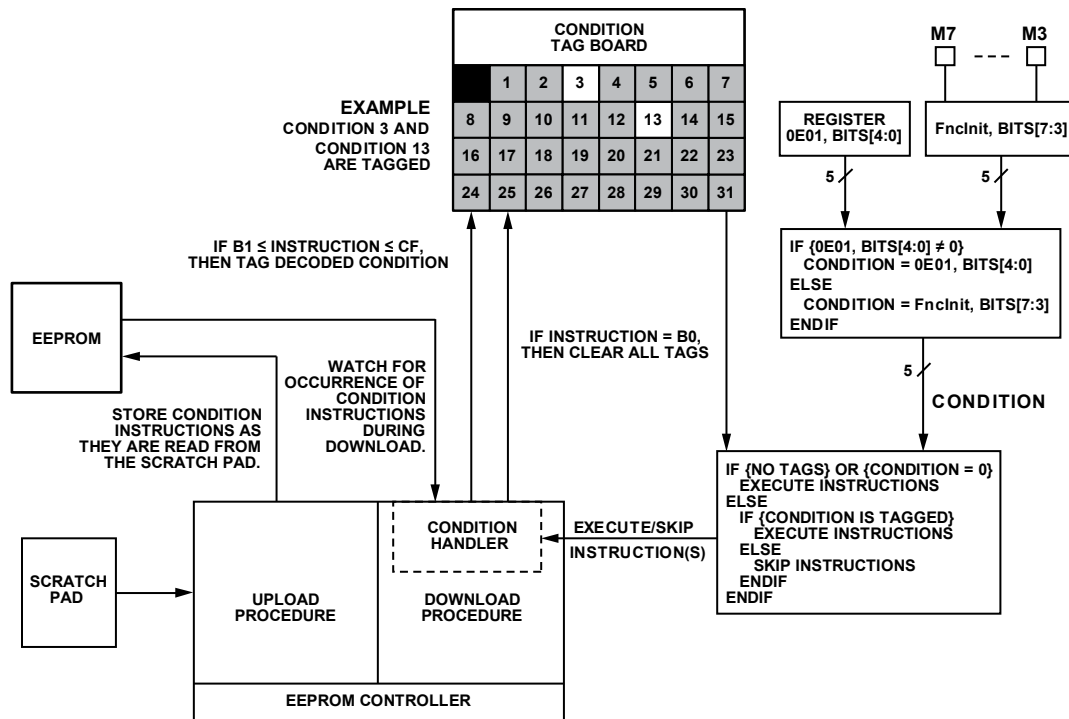 CONDITION
TAG BOARD
1 2 3 4 5 6 7
8 9 10 11 12 13 14 15
16 17 18 19 20 21 22 23
24 25 26 27 28 29 30 31
EXAMPLE
CONDITION 3 AND
CONDITION 13
ARE TAGGED
M7
M3
REGISTER
0E01, BITS[4:0]
FncInit, BITS[7:3]
5
5
IF {0E01, BITS[4:0] ≠ 0}
CONDITION = 0E01, BITS[4:0]
ELSE
CONDITION = FncInit, BITS[7:3]
ENDIF
5
CONDITION
IF B1 ≤ INSTRUCTION ≤ CF,
THEN TAG DECODED CONDITION
IF INSTRUCTION = B0,
THEN CLEAR ALL TAGS
EEPROM
WATCH FOR
OCCURRENCE OF
CONDITION
INSTRUCTIONS
DURING
DOWNLOAD.
STORE CONDITION
INSTRUCTIONS AS
THEY ARE READ FROM
THE SCRATCH PAD.
IF {NO TAGS} OR {CONDITION = 0}
EXECUTE INSTRUCTIONS
ELSE
IF {CONDITION IS TAGGED}
EXECUTE INSTRUCTIONS
ELSE
SKIP INSTRUCTIONS
ENDIF
ENDIF
EXECUTE/SKIP
INSTRUCTION(S)
CONDITION
HANDLER
SCRATCH
PAD
UPLOAD
PROCEDURE
DOWNLOAD
PROCEDURE
EEPROM CONTROLLER